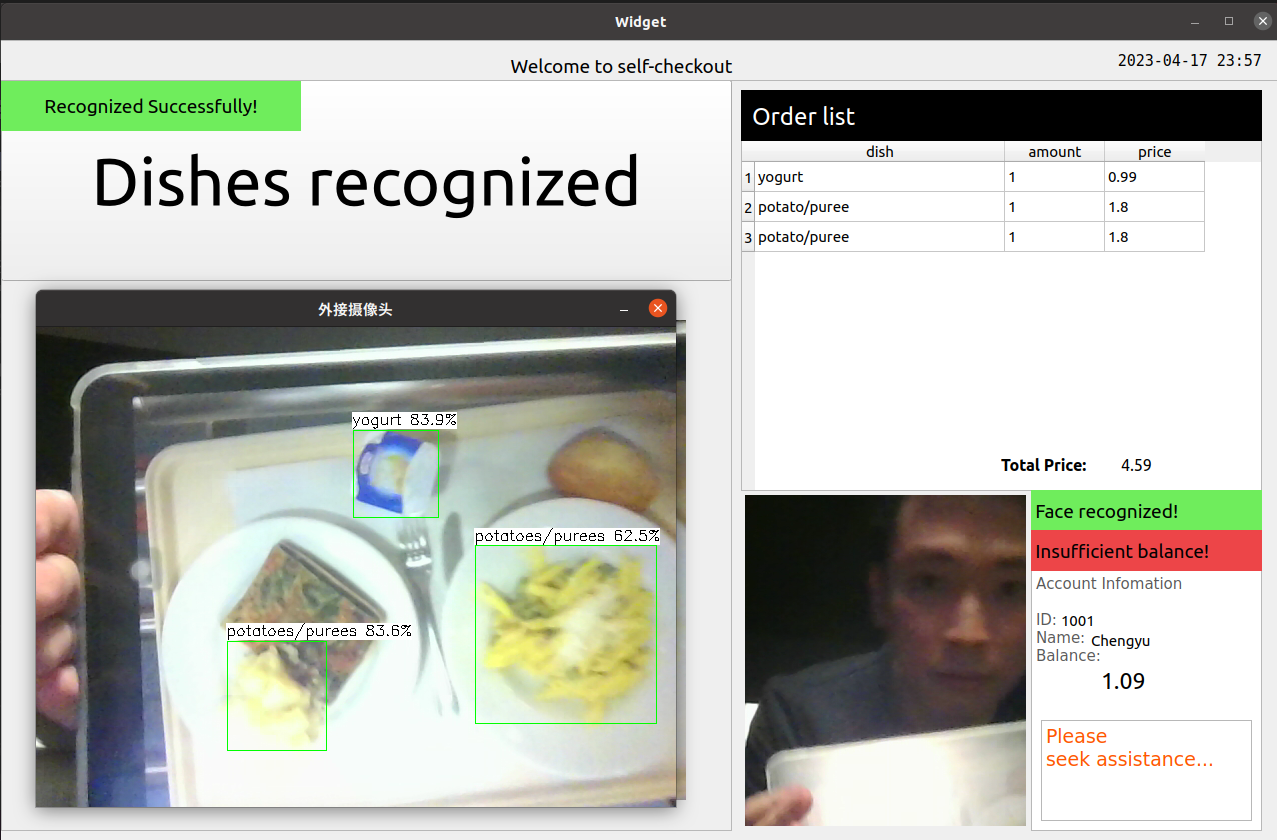 Widget
Welcome to self-checkout
2023-04-17 23:57
Recognized Successfully!
Dishes recognized
外接摄像头
yogurt 83.9%
potatoes/purees 62.5%
potatoes/purees 83.6%
Order list
dish amount price
1 yogurt 1 0.99
2 potato/puree 1 1.8
3 potato/puree 1 1.8
Total Price: 4.59
Face recognized!
Insufficient balance!
Account Infomation
ID: 1001
Name: Chengyu
Balance:
1.09
Please
seek assistance...